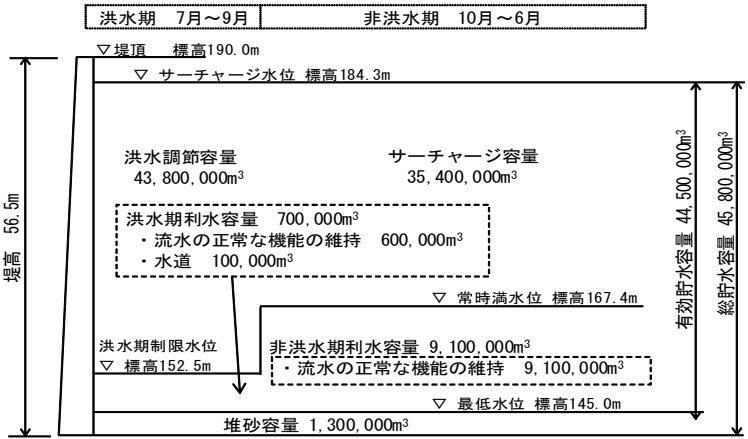 洪水期 7月～9月
非洪水期 10月～6月
▽堤頂 標高190.0m
▽ サーチャージ水位 標高184.3m
洪水調節容量
43,800,000m³
サーチャージ容量
35,400,000m³
洪水期利水容量 700,000m³
・流水の正常な機能の維持 600,000m³
・水道 100,000m³
▽ 常時満水位 標高167.4m
洪水期制限水位
▽ 標高152.5m
非洪水期利水容量 9,100,000m³
・流水の正常な機能の維持 9,100,000m³
▽ 最低水位 標高145.0m
堆砂容量 1,300,000m³
堤高 56.5m
有効貯水容量 44,500,000m³
総貯水容量 45,800,000m³